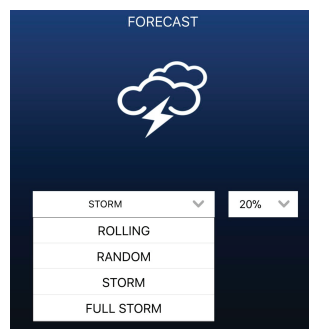 FORECAST
STORM 20%
ROLLING
RANDOM
STORM
FULL STORM